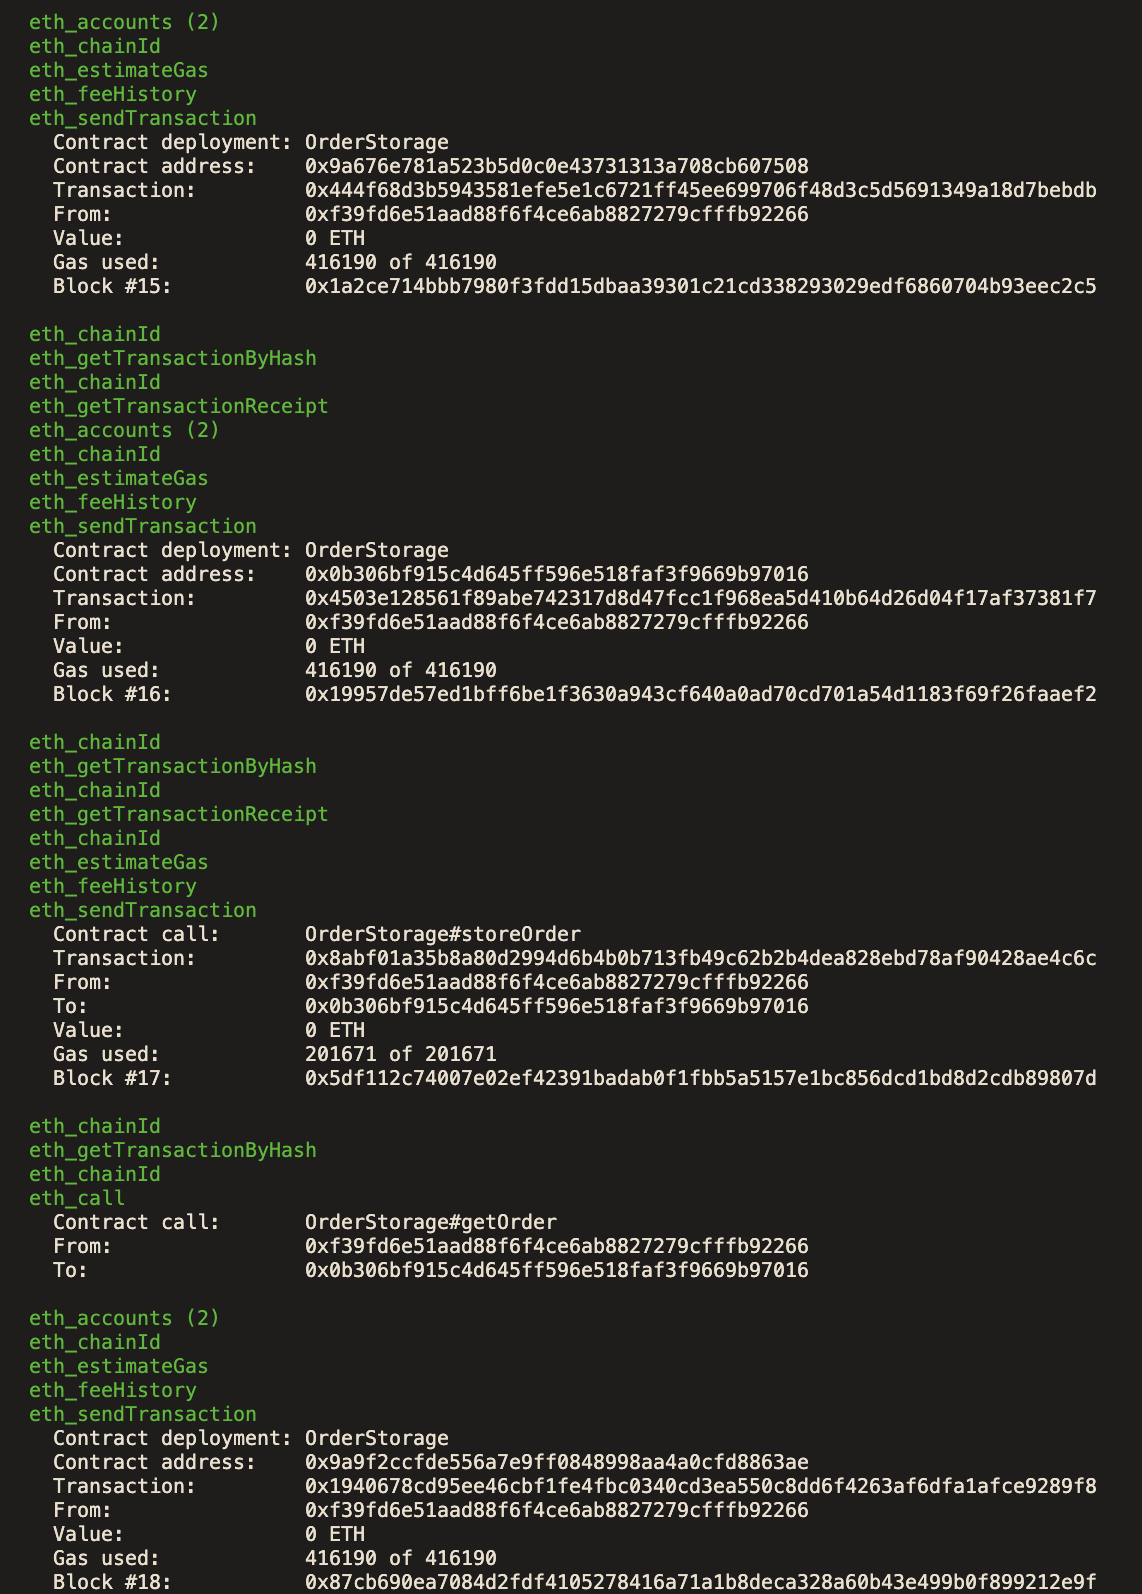 eth_accounts (2)
eth_chainId
eth_estimateGas
eth_feeHistory
eth_sendTransaction
Contract deployment: OrderStorage
Contract address: 0x9a676e781a523b5d0c0e43731313a708cb607508
Transaction: 0x444f68d3b5943581efe5e1c6721ff45ee699706f48d3c5d5691349a18d7bebdb
From: 0xf39fd6e51aad88f6f4ce6ab8827279cfffb92266
Value: 0 ETH
Gas used: 416190 of 416190
Block #15: 0x1a2ce714bbb7980f3fdd15dbaa39301c21cd338293029edf6860704b93eec2c5
eth_chainId
eth_getTransactionByHash
eth_chainId
eth_getTransactionReceipt
eth_accounts (2)
eth_chainId
eth_estimateGas
eth_feeHistory
eth_sendTransaction
Contract deployment: OrderStorage
Contract address: 0x0b306bf915c4d645ff596e518faf3f9669b97016
Transaction: 0x4503e128561f89abe742317d8d47fcc1f968ea5d410b64d26d04f17af37381f7
From: 0xf39fd6e51aad88f6f4ce6ab8827279cfffb92266
Value: 0 ETH
Gas used: 416190 of 416190
Block #16: 0x19957de57ed1bff6be1f3630a943cf640a0ad70cd701a54d1183f69f26faaef2
eth_chainId
eth_getTransactionByHash
eth_chainId
eth_getTransactionReceipt
eth_chainId
eth_estimateGas
eth_feeHistory
eth_sendTransaction
Contract call: OrderStorage#storeOrder
Transaction: 0x8abf01a35b8a80d2994d6b4b0b713fb49c62b2b4dea828ebd78af90428ae4c6c
From: 0xf39fd6e51aad88f6f4ce6ab8827279cfffb92266
To: 0x0b306bf915c4d645ff596e518faf3f9669b97016
Value: 0 ETH
Gas used: 201671 of 201671
Block #17: 0x5df112c74007e02ef42391badab0f1fbb5a5157e1bc856dcd1bd8d2cdb89807d
eth_chainId
eth_getTransactionByHash
eth_chainId
eth_call
Contract call: OrderStorage#getOrder
From: 0xf39fd6e51aad88f6f4ce6ab8827279cfffb92266
To: 0x0b306bf915c4d645ff596e518faf3f9669b97016
eth_accounts (2)
eth_chainId
eth_estimateGas
eth_feeHistory
eth_sendTransaction
Contract deployment: OrderStorage
Contract address: 0x9a9f2ccfde556a7e9ff0848998aa4a0cfd8863ae
Transaction: 0x1940678cd95ee46cbf1fe4fbc0340cd3ea550c8dd6f4263af6dfa1afce9289f8
From: 0xf39fd6e51aad88f6f4ce6ab8827279cfffb92266
Value: 0 ETH
Gas used: 416190 of 416190
Block #18: 0x87cb690ea7084d2fdf4105278416a71a1b8deca328a60b43e499b0f899212e9f